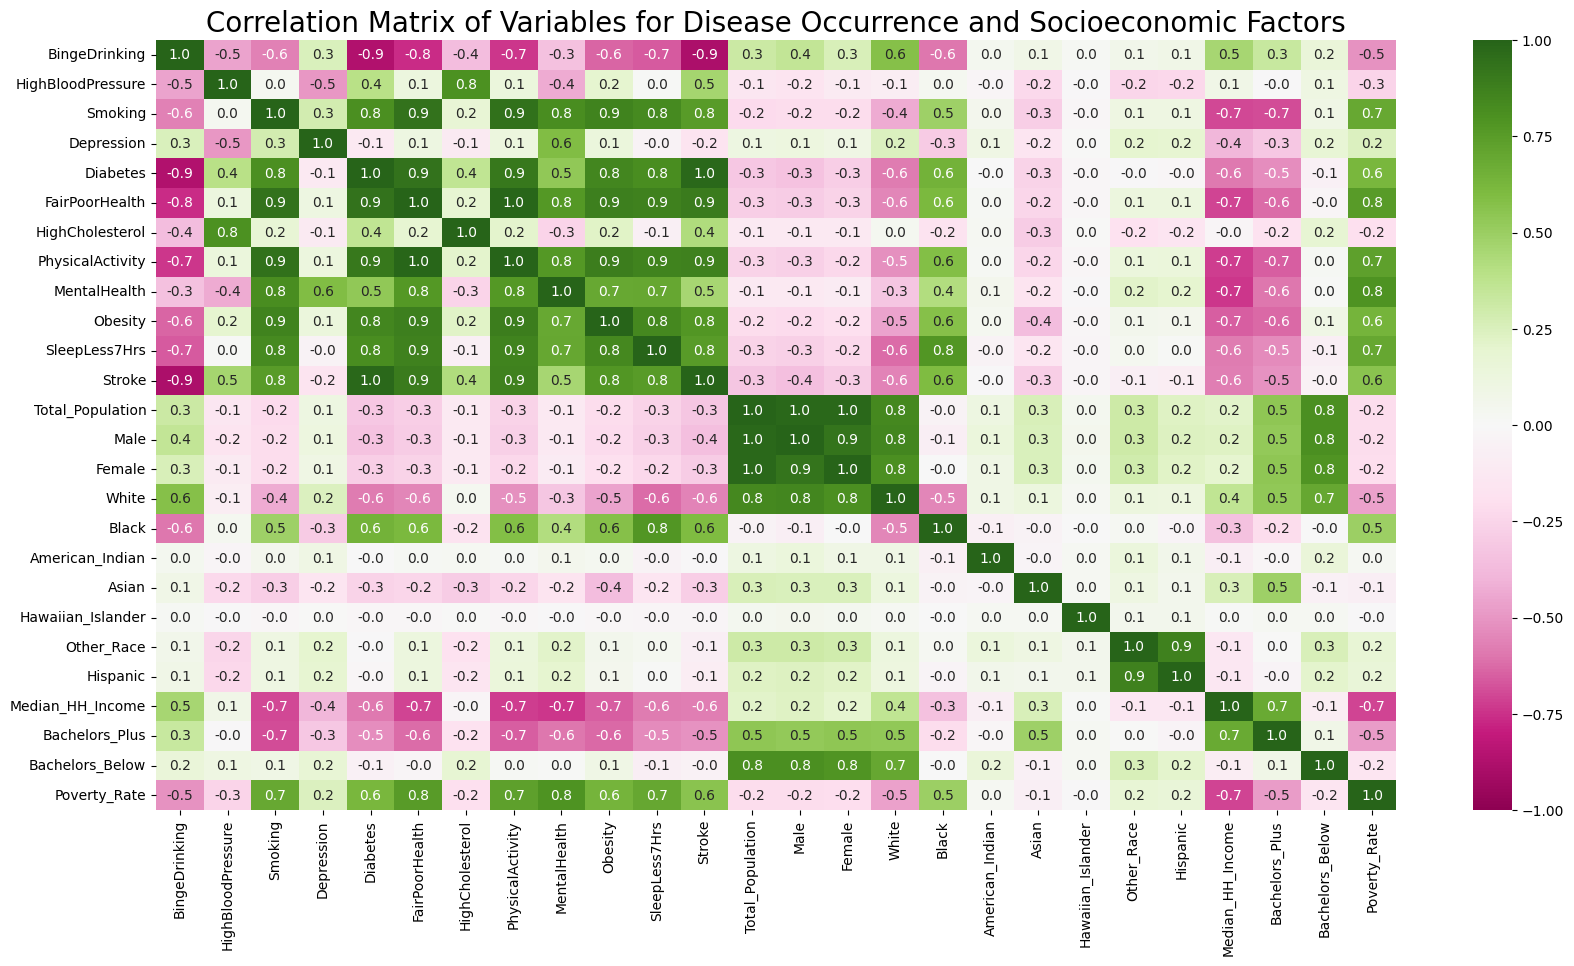 Correlation Matrix of Variables for Disease Occurrence and Socioeconomic Factors
BingeDrinking 1.0 -0.5 -0.6 0.3 -0.9 -0.8 -0.4 -0.7 -0.3 -0.6 -0.7 -0.9 0.3 0.4 0.3 0.6 -0.6 0.0 0.1 0.0 0.1 0.1 0.5 0.3 0.2 -0.5 1.00
HighBloodPressure -0.5 1.0 0.0 -0.5 0.4 0.1 0.8 0.1 -0.4 0.2 0.0 0.5 -0.1 -0.2 -0.1 -0.1 0.0 -0.0 -0.2 -0.0 -0.2 -0.2 0.1 -0.0 0.1 -0.3
Smoking -0.6 0.0 1.0 0.3 0.8 0.9 0.2 0.9 0.8 0.9 0.8 0.8 -0.2 -0.2 -0.2 -0.4 0.5 0.0 -0.3 -0.0 0.1 0.1 -0.7 -0.7 0.1 0.7
Depression 0.3 -0.5 0.3 1.0 -0.1 0.1 -0.1 0.1 0.6 0.1 -0.0 -0.2 0.1 0.1 0.1 0.2 -0.3 0.1 -0.2 0.0 0.2 0.2 -0.4 -0.3 0.2 0.2 0.75
Diabetes -0.9 0.4 0.8 -0.1 1.0 0.9 0.4 0.9 0.5 0.8 0.8 1.0 -0.3 -0.3 -0.3 -0.6 0.6 -0.0 -0.3 -0.0 -0.0 -0.0 -0.6 -0.5 -0.1 0.6
FairPoorHealth -0.8 0.1 0.9 0.1 0.9 1.0 0.2 1.0 0.8 0.9 0.9 0.9 -0.3 -0.3 -0.3 -0.6 0.6 0.0 -0.2 -0.0 0.1 0.1 -0.7 -0.6 -0.0 0.8
HighCholesterol -0.4 0.8 0.2 -0.1 0.4 0.2 1.0 0.2 -0.3 0.2 -0.1 0.4 -0.1 -0.1 -0.1 0.0 -0.2 0.0 -0.3 0.0 -0.2 -0.2 -0.0 -0.2 0.2 -0.2 0.50
PhysicalActivity -0.7 0.1 0.9 0.1 0.9 1.0 0.2 1.0 0.8 0.9 0.9 0.9 -0.3 -0.3 -0.2 -0.5 0.6 0.0 -0.2 -0.0 0.1 0.1 -0.7 -0.7 0.0 0.7
MentalHealth -0.3 -0.4 0.8 0.6 0.5 0.8 -0.3 0.8 1.0 0.7 0.7 0.5 -0.1 -0.1 -0.1 -0.3 0.4 0.1 -0.2 -0.0 0.2 0.2 -0.7 -0.6 0.0 0.8
Obesity -0.6 0.2 0.9 0.1 0.8 0.9 0.2 0.9 0.7 1.0 0.8 0.8 -0.2 -0.2 -0.2 -0.5 0.6 0.0 -0.4 -0.0 0.1 0.1 -0.7 -0.6 0.1 0.6 0.25
SleepLess7Hrs -0.7 0.0 0.8 -0.0 0.8 0.9 -0.1 0.9 0.7 0.8 1.0 0.8 -0.3 -0.3 -0.2 -0.6 0.8 -0.0 -0.2 -0.0 0.0 0.0 -0.6 -0.5 -0.1 0.7
Stroke -0.9 0.5 0.8 -0.2 1.0 0.9 0.4 0.9 0.5 0.8 0.8 1.0 -0.3 -0.4 -0.3 -0.6 0.6 -0.0 -0.3 -0.0 -0.1 -0.1 -0.6 -0.5 -0.0 0.6
Total_Population 0.3 -0.1 -0.2 0.1 -0.3 -0.3 -0.1 -0.3 -0.1 -0.2 -0.3 -0.3 1.0 1.0 1.0 0.8 -0.0 0.1 0.3 0.0 0.3 0.2 0.2 0.5 0.8 -0.2 0.00
Male 0.4 -0.2 -0.2 0.1 -0.3 -0.3 -0.1 -0.3 -0.1 -0.2 -0.3 -0.4 1.0 1.0 0.9 0.8 -0.1 0.1 0.3 0.0 0.3 0.2 0.2 0.5 0.8 -0.2
Female 0.3 -0.1 -0.2 0.1 -0.3 -0.3 -0.1 -0.2 -0.1 -0.2 -0.2 -0.3 1.0 0.9 1.0 0.8 -0.0 0.1 0.3 0.0 0.3 0.2 0.2 0.5 0.8 -0.2
White 0.6 -0.1 -0.4 0.2 -0.6 -0.6 0.0 -0.5 -0.3 -0.5 -0.6 -0.6 0.8 0.8 0.8 1.0 -0.5 0.1 0.1 0.0 0.1 0.1 0.4 0.5 0.7 -0.5
Black -0.6 0.0 0.5 -0.3 0.6 0.6 -0.2 0.6 0.4 0.6 0.8 0.6 -0.0 -0.1 -0.0 -0.5 1.0 -0.1 -0.0 -0.0 0.0 -0.0 -0.3 -0.2 -0.0 0.5 −0.25
American_Indian 0.0 -0.0 0.0 0.1 -0.0 0.0 0.0 0.0 0.1 0.0 -0.0 -0.0 0.1 0.1 0.1 0.1 -0.1 1.0 -0.0 0.0 0.1 0.1 -0.1 -0.0 0.2 0.0
Asian 0.1 -0.2 -0.3 -0.2 -0.3 -0.2 -0.3 -0.2 -0.2 -0.4 -0.2 -0.3 0.3 0.3 0.3 0.1 -0.0 -0.0 1.0 0.0 0.1 0.1 0.3 0.5 -0.1 -0.1
Hawaiian_Islander 0.0 -0.0 -0.0 0.0 -0.0 -0.0 0.0 -0.0 -0.0 -0.0 -0.0 -0.0 0.0 0.0 0.0 0.0 -0.0 0.0 0.0 1.0 0.1 0.1 0.0 0.0 0.0 -0.0 −0.50
Other_Race 0.1 -0.2 0.1 0.2 -0.0 0.1 -0.2 0.1 0.2 0.1 0.0 -0.1 0.3 0.3 0.3 0.1 0.0 0.1 0.1 0.1 1.0 0.9 -0.1 0.0 0.3 0.2
Hispanic 0.1 -0.2 0.1 0.2 -0.0 0.1 -0.2 0.1 0.2 0.1 0.0 -0.1 0.2 0.2 0.2 0.1 -0.0 0.1 0.1 0.1 0.9 1.0 -0.1 -0.0 0.2 0.2
Median_HH_Income 0.5 0.1 -0.7 -0.4 -0.6 -0.7 -0.0 -0.7 -0.7 -0.7 -0.6 -0.6 0.2 0.2 0.2 0.4 -0.3 -0.1 0.3 0.0 -0.1 -0.1 1.0 0.7 -0.1 -0.7 −0.75
Bachelors_Plus 0.3 -0.0 -0.7 -0.3 -0.5 -0.6 -0.2 -0.7 -0.6 -0.6 -0.5 -0.5 0.5 0.5 0.5 0.5 -0.2 -0.0 0.5 0.0 0.0 -0.0 0.7 1.0 0.1 -0.5
Bachelors_Below 0.2 0.1 0.1 0.2 -0.1 -0.0 0.2 0.0 0.0 0.1 -0.1 -0.0 0.8 0.8 0.8 0.7 -0.0 0.2 -0.1 0.0 0.3 0.2 -0.1 0.1 1.0 -0.2
Poverty_Rate -0.5 -0.3 0.7 0.2 0.6 0.8 -0.2 0.7 0.8 0.6 0.7 0.6 -0.2 -0.2 -0.2 -0.5 0.5 0.0 -0.1 -0.0 0.2 0.2 -0.7 -0.5 -0.2 1.0 −1.00
BingeDrinking
HighBloodPressure
Smoking
Depression
Diabetes
FairPoorHealth
HighCholesterol
PhysicalActivity
MentalHealth
Obesity
SleepLess7Hrs
Stroke
Total_Population
Male
Female
White
Black
American_Indian
Asian
Hawaiian_Islander
Other_Race
Hispanic
Median_HH_Income
Bachelors_Plus
Bachelors_Below
Poverty_Rate